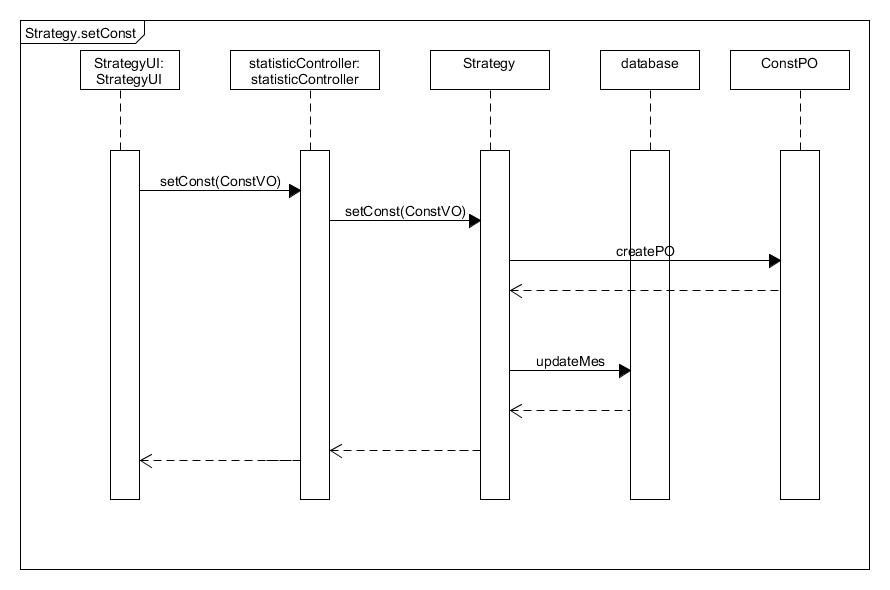 Strategy.setConst
StrategyUI:
StrategyUI
statisticController:
statisticController
Strategy
database
ConstPO
setConst(ConstVO)
setConst(ConstVO)
createPO
updateMes